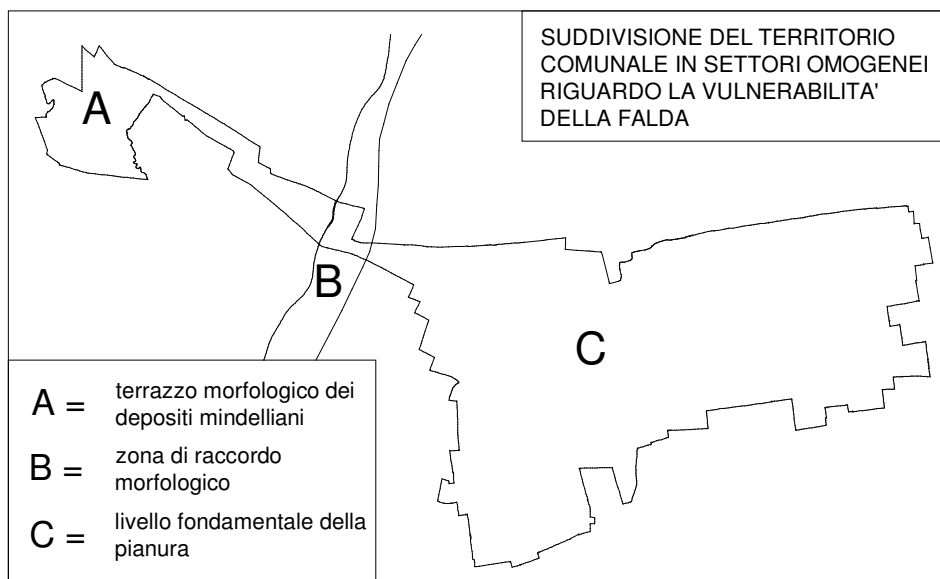 SUDDIVISIONE DEL TERRITORIO
COMUNALE IN SETTORI OMOGENEI
RIGUARDO LA VULNERABILITA'
DELLA FALDA
A
B
C
A = terrazzo morfologico dei
depositi mindelliani
B = zona di raccordo
morfologico
C = livello fondamentale della
pianura